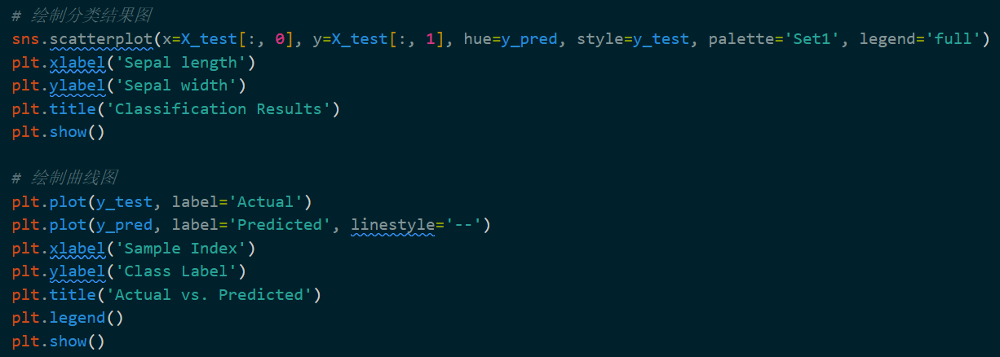 # 绘制分类结果图
sns.scatterplot(x=X_test[:, 0], y=X_test[:, 1], hue=y_pred, style=y_test, palette='Set1', legend='full')
plt.xlabel('Sepal length')
plt.ylabel('Sepal width')
plt.title('Classification Results')
plt.show()
# 绘制曲线图
plt.plot(y_test, label='Actual')
plt.plot(y_pred, label='Predicted', linestyle='--')
plt.xlabel('Sample Index')
plt.ylabel('Class Label')
plt.title('Actual vs. Predicted')
plt.legend()
plt.show()